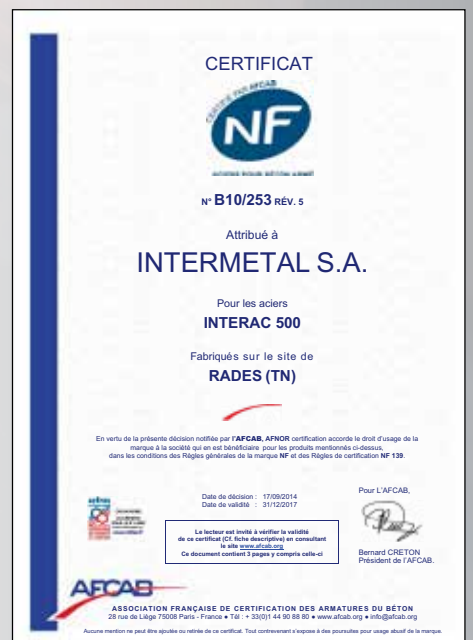 CERTIFICAT
CERTIFIÉ PAR AFCAB
NF
ACIERS POUR BÉTON ARMÉ
N° B10/253 RÉV. 5
Attribué à
INTERMETAL S.A.
Pour les aciers
INTERAC 500
Fabriqués sur le site de
RADES (TN)
En vertu de la présente décision notifiée par l'AFCAB, AFNOR certification accorde le droit d'usage de la
marque à la société qui en est bénéficiaire pour les produits mentionnés ci-dessus,
dans les conditions des Règles générales de la marque NF et des Règles de certification NF 139.
Date de décision : 17/09/2014
Date de validité : 31/12/2017
Le lecteur est invité à vérifier la validité
de ce certificat (Cf. fiche descriptive) en consultant
le site www.afcab.org
Ce document contient 3 pages y compris celle-ci
Pour L'AFCAB,
Bernard CRETON
Président de l'AFCAB.
AFCAB
ASSOCIATION FRANÇAISE DE CERTIFICATION DES ARMATURES DU BÉTON
28 rue de Liège 75008 Paris - France ● Tél : + 33(0)1 44 90 88 80 ● www.afcab.org ● info@afcab.org
Aucune mention ne peut être ajoutée ou retirée de ce certificat. Tout contrevenant s'expose à des poursuites pour usage abusif de la marque.